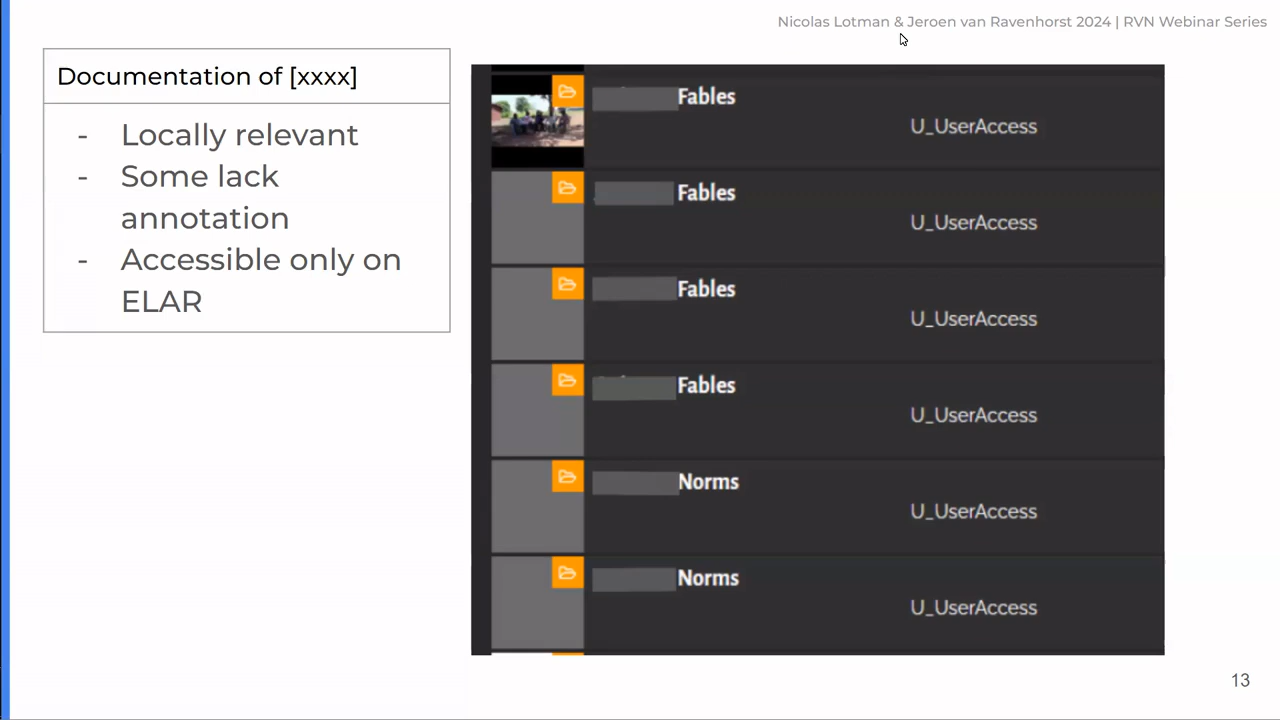 Nicolas Lotman & Jeroen van Ravenhorst 2024 | RVN Webinar Series
Documentation of [xxxx]
- Locally relevant
- Some lack
annotation
- Accessible only on
ELAR
Fables
U_UserAccess
Fables
U_UserAccess
Fables
U_UserAccess
Fables
U_UserAccess
Norms
U_UserAccess
Norms
U_UserAccess
13